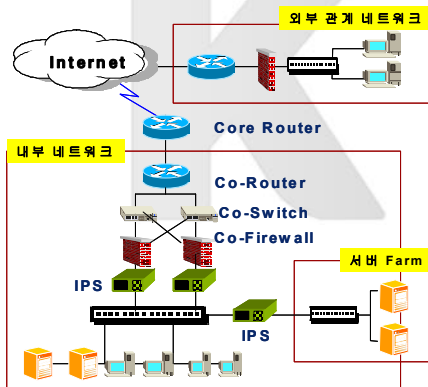 외부 관계 네트워크
Internet
Core Router
내부 네트워크
Co-Router
Co-Switch
Co-Firewall
서버 Farm
IPS
IPS